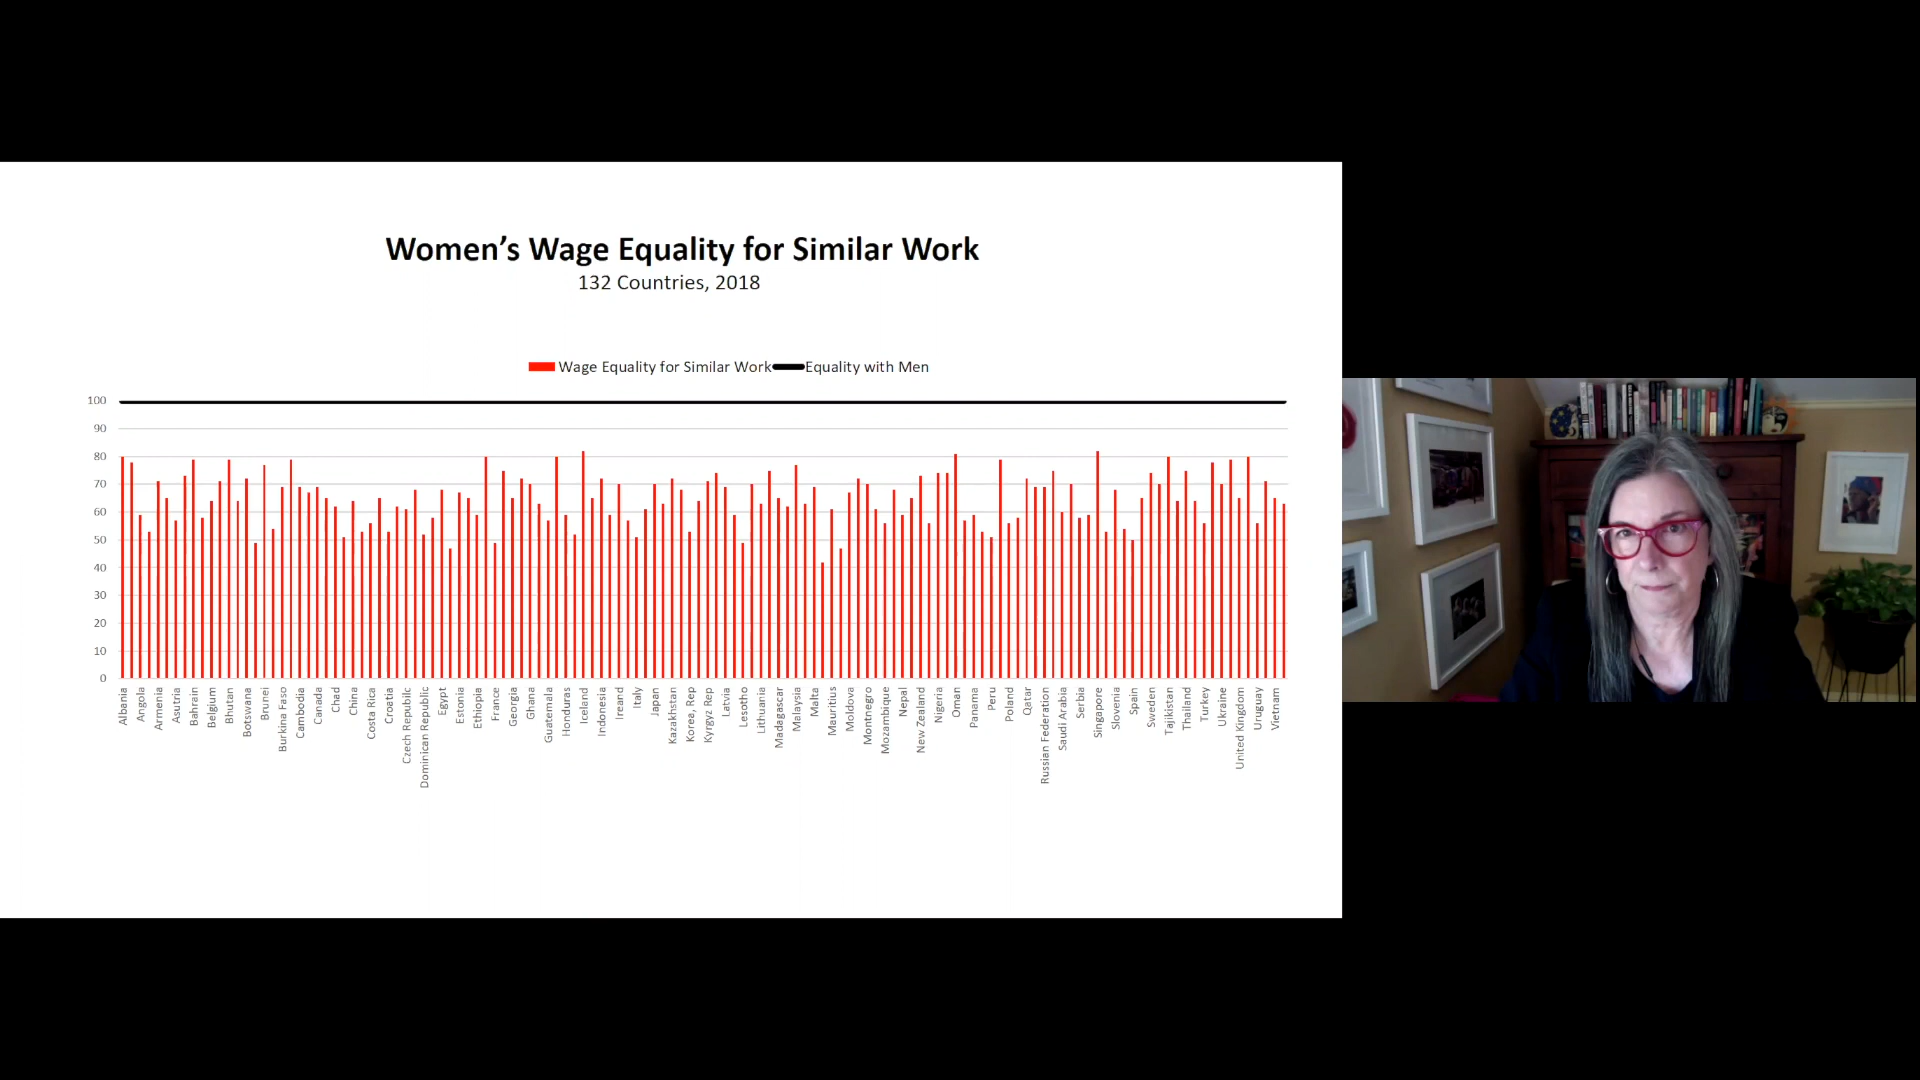 Women’s Wage Equality for Similar Work
132 Countries, 2018
Wage Equality for Similar Work Equality with Men
100
90
80
70
60
50
40
30
20
10
0
Albania
Angola
Armenia
Asutria
Bahrain
Belgium
Bhutan
Botswana
Brunei
Burkina Faso
Cambodia
Canada
Chad
China
Costa Rica
Croatia
Czech Republilc
Dominican Republic
Egypt
Estonia
Ethiopia
France
Georgia
Ghana
Guatemala
Honduras
Iceland
Indonesia
Ireand
Italy
Japan
Kazakhstan
Korea, Rep
Kyrgyz Rep
Latvia
Lesotho
Lithuania
Madagascar
Malaysia
Malta
Mauritius
Moldova
Montnegro
Mozambique
Nepal
New Zealand
Nigeria
Oman
Panama
Peru
Poland
Qatar
Russian Federation
Saudi Arabia
Serbia
Singapore
Slovenia
Spain
Sweden
Tajikistan
Thailand
Turkey
Ukraine
United Kingdom
Uruguay
Vietnam